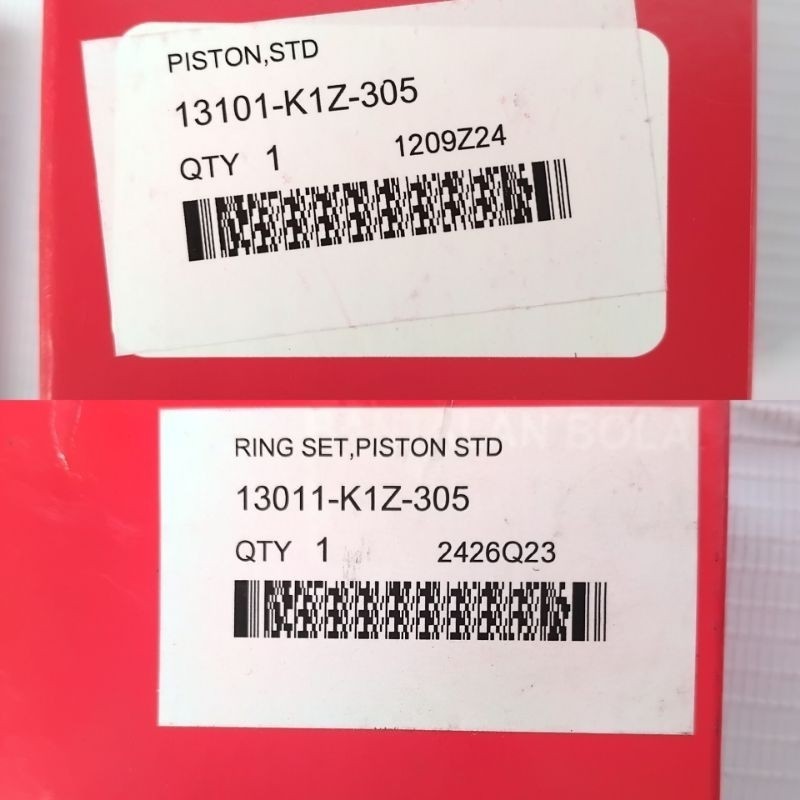 PISTON,STD
13101-K1Z-305
QTY 1 1209Z24
RING SET,PISTON STD
13011-K1Z-305
QTY 1 2426Q23